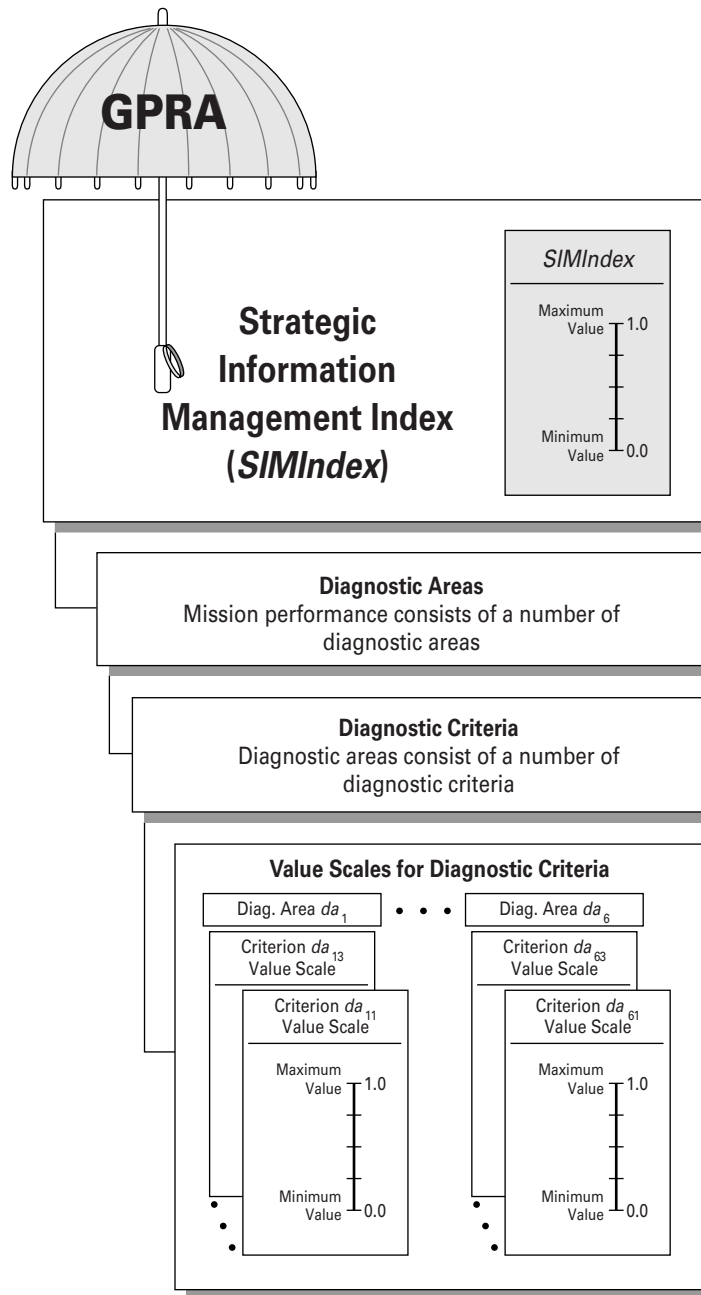 GPRA
SIMIndex
Maximum
Value
1.0
Minimum
Value
0.0
Strategic
Information
Management Index
(SIMIndex)
Diagnostic Areas
Mission performance consists of a number of
diagnostic areas
Diagnostic Criteria
Diagnostic areas consist of a number of
diagnostic criteria
Value Scales for Diagnostic Criteria
Diag. Area da1 • • • Diag. Area da6
Criterion da13
Value Scale
Criterion da11
Value Scale
Maximum
Value
1.0
Minimum
Value
0.0
Criterion da63
Value Scale
Criterion da61
Value Scale
Maximum
Value
1.0
Minimum
Value
0.0